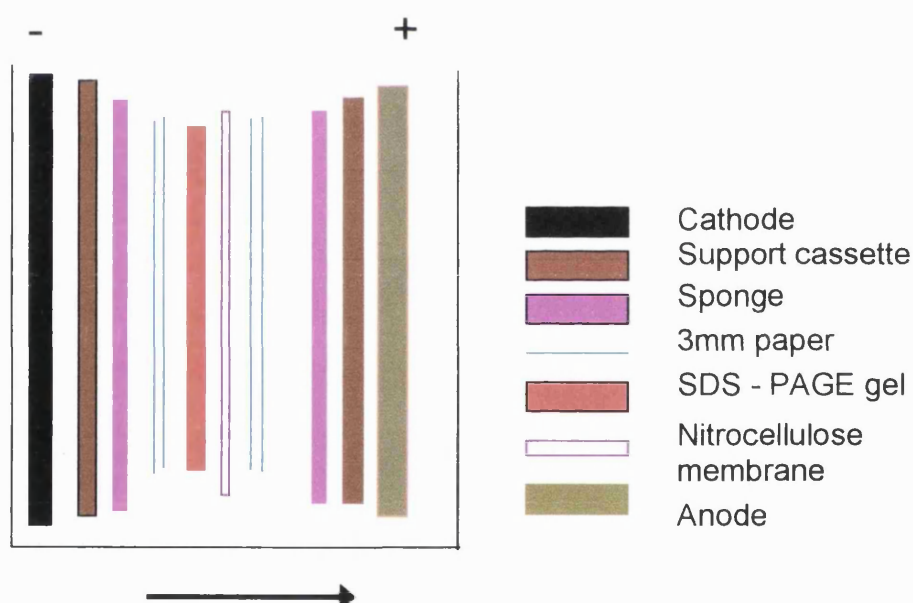 - +
Cathode
Support cassette
Sponge
3mm paper
SDS - PAGE gel
Nitrocellulose
membrane
Anode